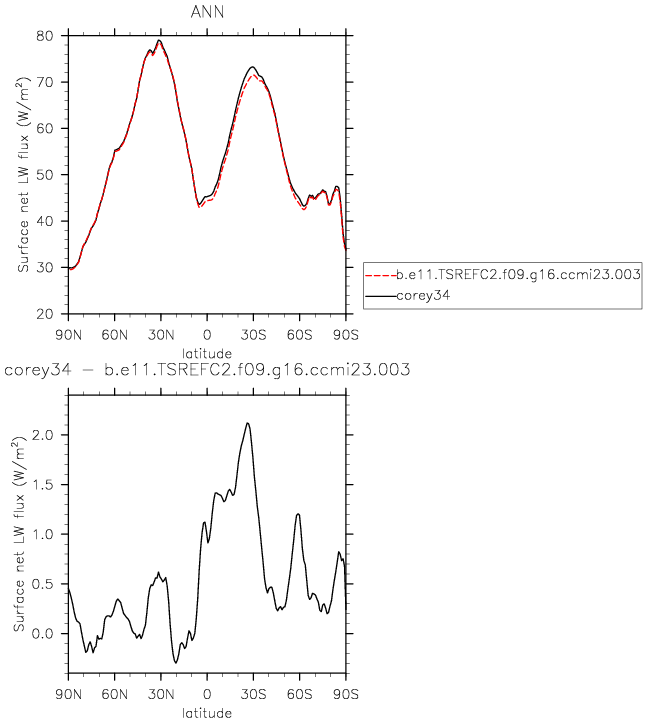 ANN
80
70
60
50
40
30
20
Surface net LW flux (W/m²)
90N 60N 30N 0 30S 60S 90S
latitude
b.e11.TSREFC2.f09.g16.ccmi23.003
corey34
corey34 − b.e11.TSREFC2.f09.g16.ccmi23.003
2.0
1.5
1.0
0.5
0.0
Surface net LW flux (W/m²)
90N 60N 30N 0 30S 60S 90S
latitude